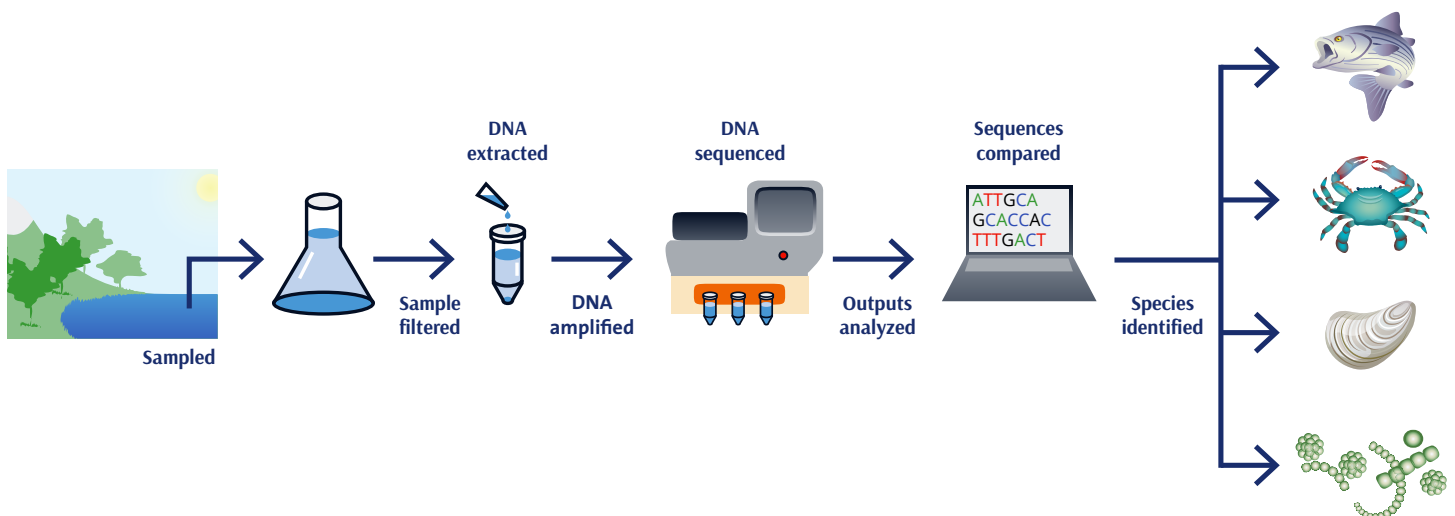 Sampled
Sample
filtered
DNA
extracted
DNA
amplified
DNA
sequenced
Outputs
analyzed
Sequences
compared
ATTGCA
GCACCAC
TTTGACT
Species
identified